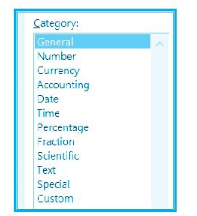 Category:
General
Number
Currency
Accounting
Date
Time
Percentage
Fraction
Scientific
Text
Special
Custom